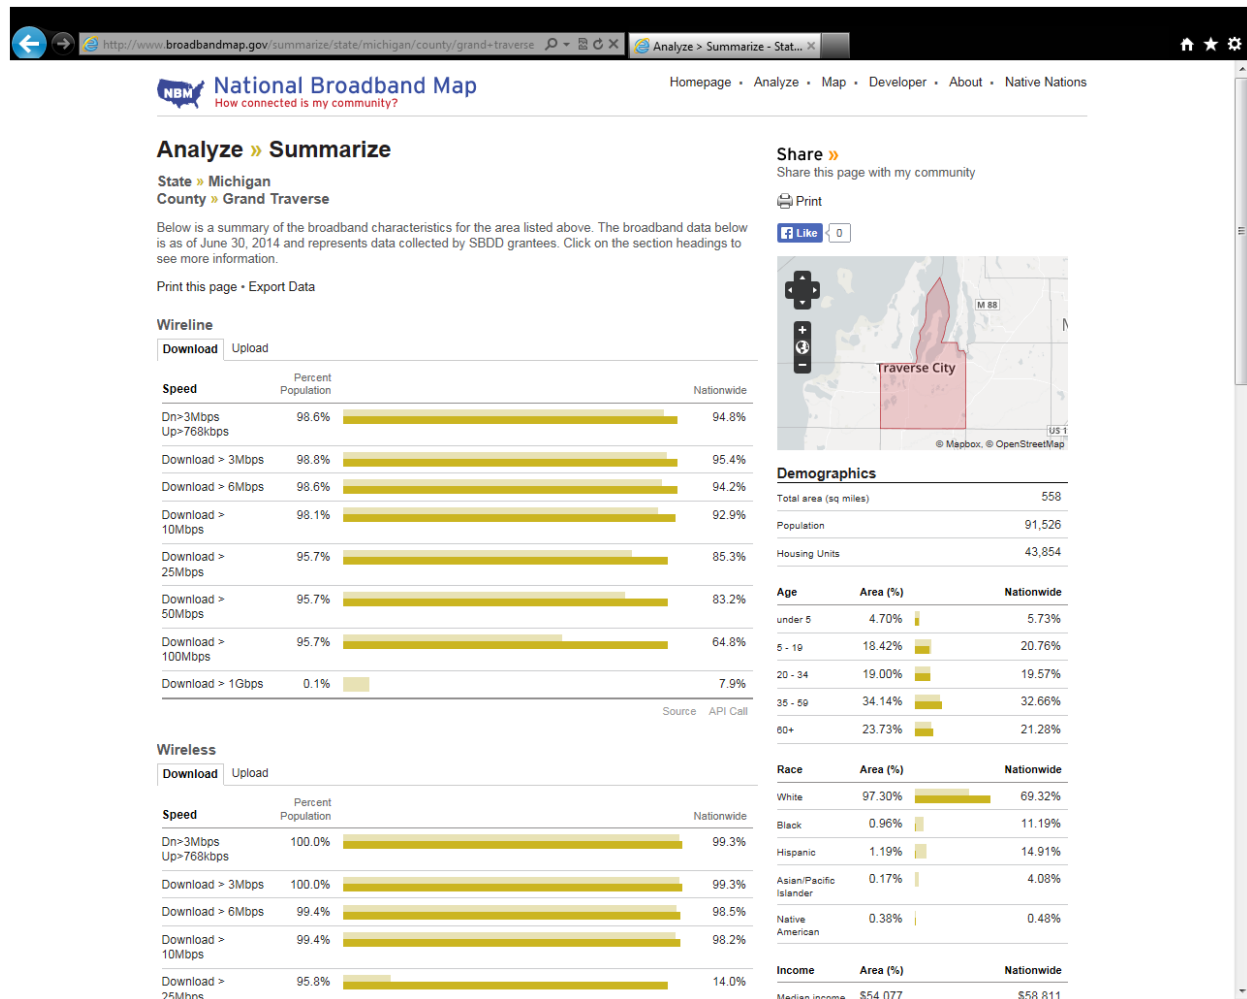 http://www.broadbandmap.gov/summarize/state/michigan/county/grand+traverse
Analyze > Summarize - Stat...
NBM
National Broadband Map
How connected is my community?
Homepage • Analyze • Map • Developer • About • Native Nations
Analyze » Summarize
State » Michigan
County » Grand Traverse
Below is a summary of the broadband characteristics for the area listed above. The broadband data below
is as of June 30, 2014 and represents data collected by SBDD grantees. Click on the section headings to
see more information.
Print this page • Export Data
Wireline
Download Upload
Speed Percent Population Nationwide
Dn>3Mbps
Up>768kbps 98.6% 94.8%
Download > 3Mbps 98.8% 95.4%
Download > 6Mbps 98.6% 94.2%
Download >
10Mbps 98.1% 92.9%
Download >
25Mbps 95.7% 85.3%
Download >
50Mbps 95.7% 83.2%
Download >
100Mbps 95.7% 64.8%
Download > 1Gbps 0.1% 7.9%
Source API Call
Wireless
Download Upload
Speed Percent Population Nationwide
Dn>3Mbps
Up>768kbps 100.0% 99.3%
Download > 3Mbps 100.0% 99.3%
Download > 6Mbps 99.4% 98.5%
Download >
10Mbps 99.4% 98.2%
Download >
25Mbps 95.8% 14.0%
Share »
Share this page with my community
Print
Like 0
M 88
Traverse City
US 1
© Mapbox, © OpenStreetMap
Demographics
Total area (sq miles) 558
Population 91,526
Housing Units 43,854
Age Area (%) Nationwide
under 5 4.70% 5.73%
5 - 19 18.42% 20.76%
20 - 34 19.00% 19.57%
35 - 59 34.14% 32.66%
60+ 23.73% 21.28%
Race Area (%) Nationwide
White 97.30% 69.32%
Black 0.96% 11.19%
Hispanic 1.19% 14.91%
Asian/Pacific
Islander 0.17% 4.08%
Native
American 0.38% 0.48%
Income Area (%) Nationwide
Median income $54,077 $58,811